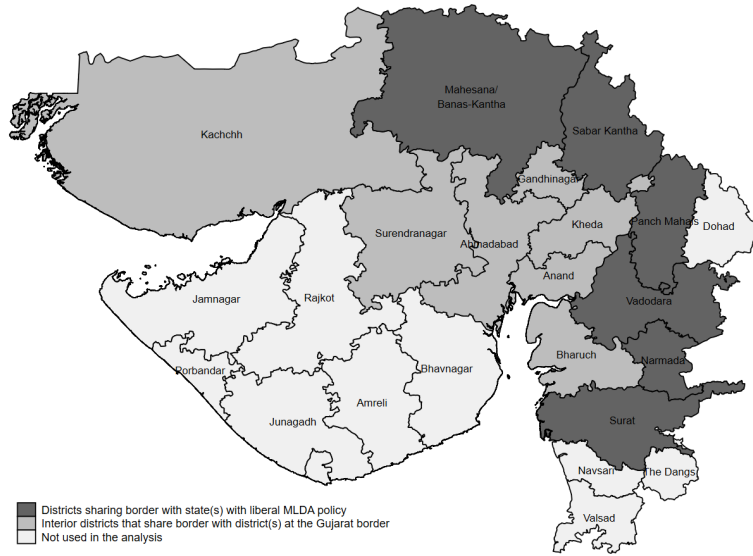 Mahesana/
Banas-Kantha
Sabar Kantha
Kachchh
Gandhinagar
Panch Mahals
Dohad
Kheda
Surendranagar
Ahmadabad
Anand
Jamnagar
Rajkot
Vadodara
Bharuch
Narmada
Porbandar
Bhavnagar
Amreli
Junagadh
Surat
Navsari
The Dangs
Valsad
Districts sharing border with state(s) with liberal MLDA policy
Interior districts that share border with district(s) at the Gujarat border
Not used in the analysis